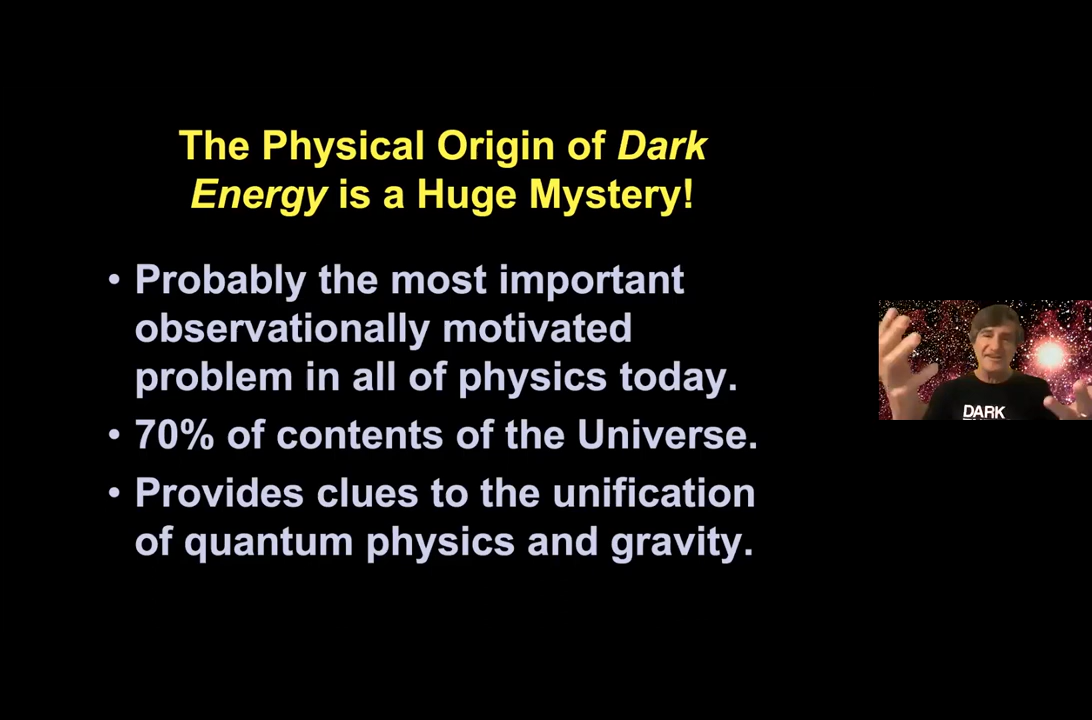 The Physical Origin of Dark
Energy is a Huge Mystery!
• Probably the most important
observationally motivated
problem in all of physics today.
• 70% of contents of the Universe.
• Provides clues to the unification
of quantum physics and gravity.
DARK